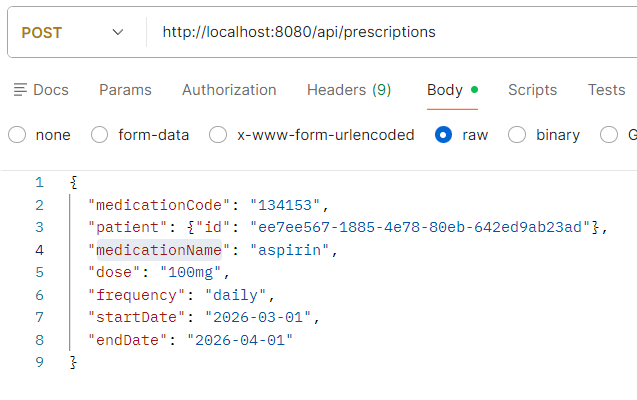 POST http://localhost:8080/api/prescriptions
Docs Params Authorization Headers (9) Body Scripts Tests
none form-data x-www-form-urlencoded raw binary G
1 {
2 "medicationCode": "134153",
3 "patient": {"id": "ee7ee567-1885-4e78-80eb-642ed9ab23ad"},
4 "medicationName": "aspirin",
5 "dose": "100mg",
6 "frequency": "daily",
7 "startDate": "2026-03-01",
8 "endDate": "2026-04-01"
9 }